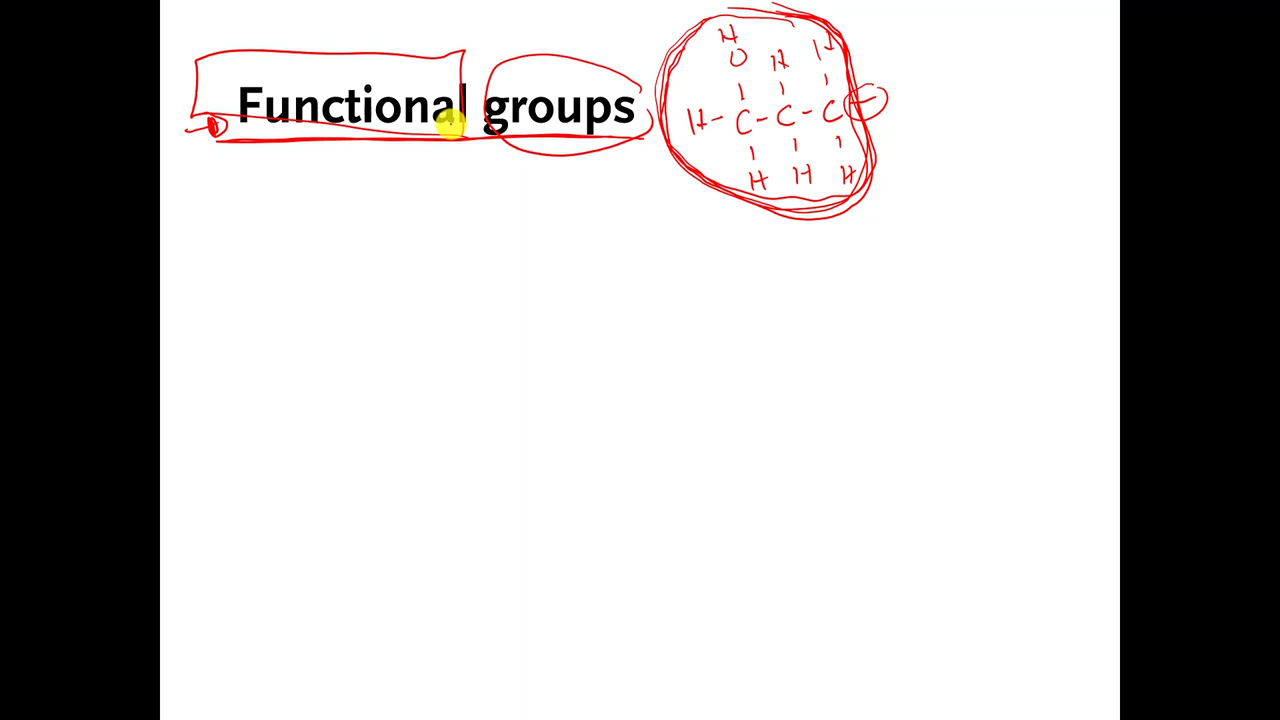 Functional groups
H H
O H
H - C - C - C -
H H H